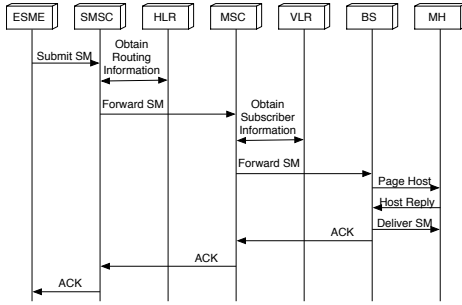 ESME SMSC HLR MSC VLR BS MH
Submit SM
Obtain
Routing
Information
Forward SM
Obtain
Subscriber
Information
Forward SM
Page Host
Host Reply
Deliver SM
ACK
ACK
ACK